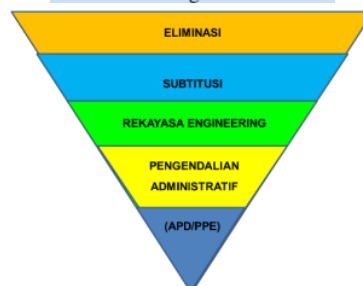 ELIMINASI
SUBTITUSI
REKAYASA ENGINEERING
PENGENDALIAN
ADMINISTRATIF
(APD/PPE)